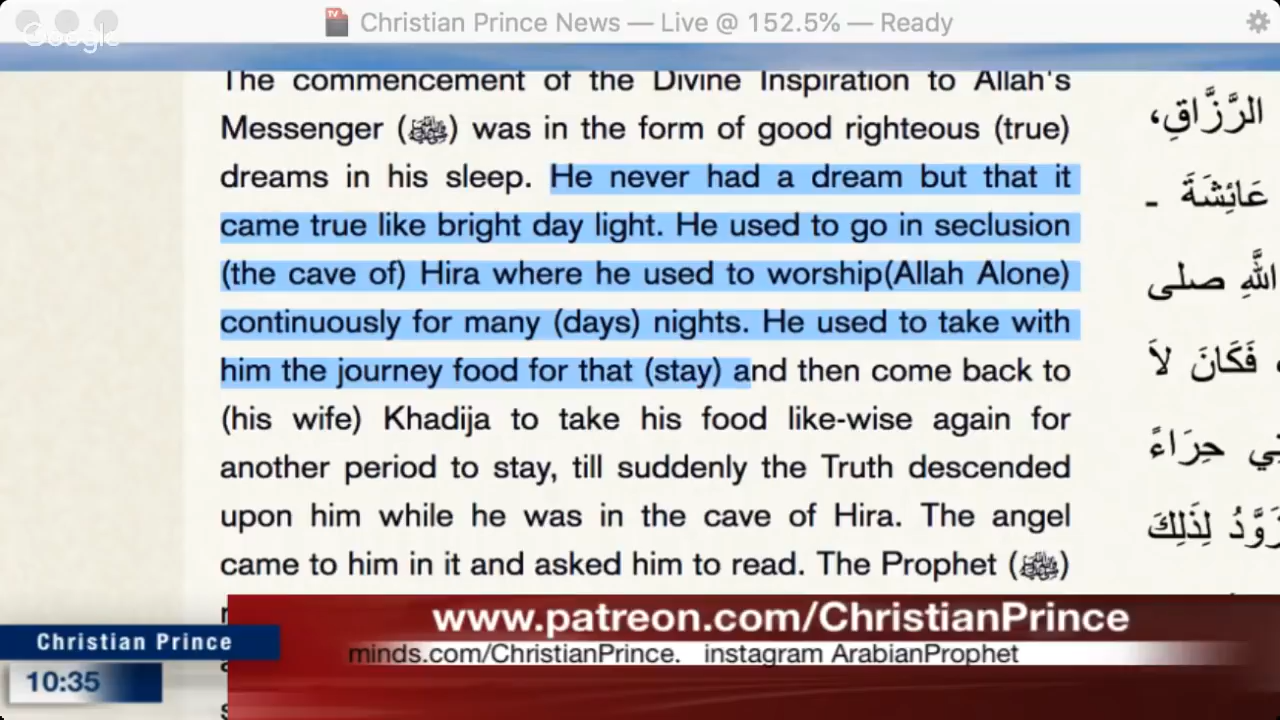 Google
Christian Prince News — Live @ 152.5% — Ready
The commencement of the Divine Inspiration to Allah's
Messenger (ﷺ) was in the form of good righteous (true)
dreams in his sleep. He never had a dream but that it
came true like bright day light. He used to go in seclusion
(the cave of) Hira where he used to worship(Allah Alone)
continuously for many (days) nights. He used to take with
him the journey food for that (stay) and then come back to
(his wife) Khadija to take his food like-wise again for
another period to stay, till suddenly the Truth descended
upon him while he was in the cave of Hira. The angel
came to him in it and asked him to read. The Prophet (ﷺ)
الرَّزَّاقِ،
عَائِشَةَ ـ
اللَّهِ صلى
فَكَانَ لاَ
حِرَاءً
لِذَلِكَ
www.patreon.com/ChristianPrince
Christian Prince
minds.com/ChristianPrince. instagram ArabianProphet
10:35